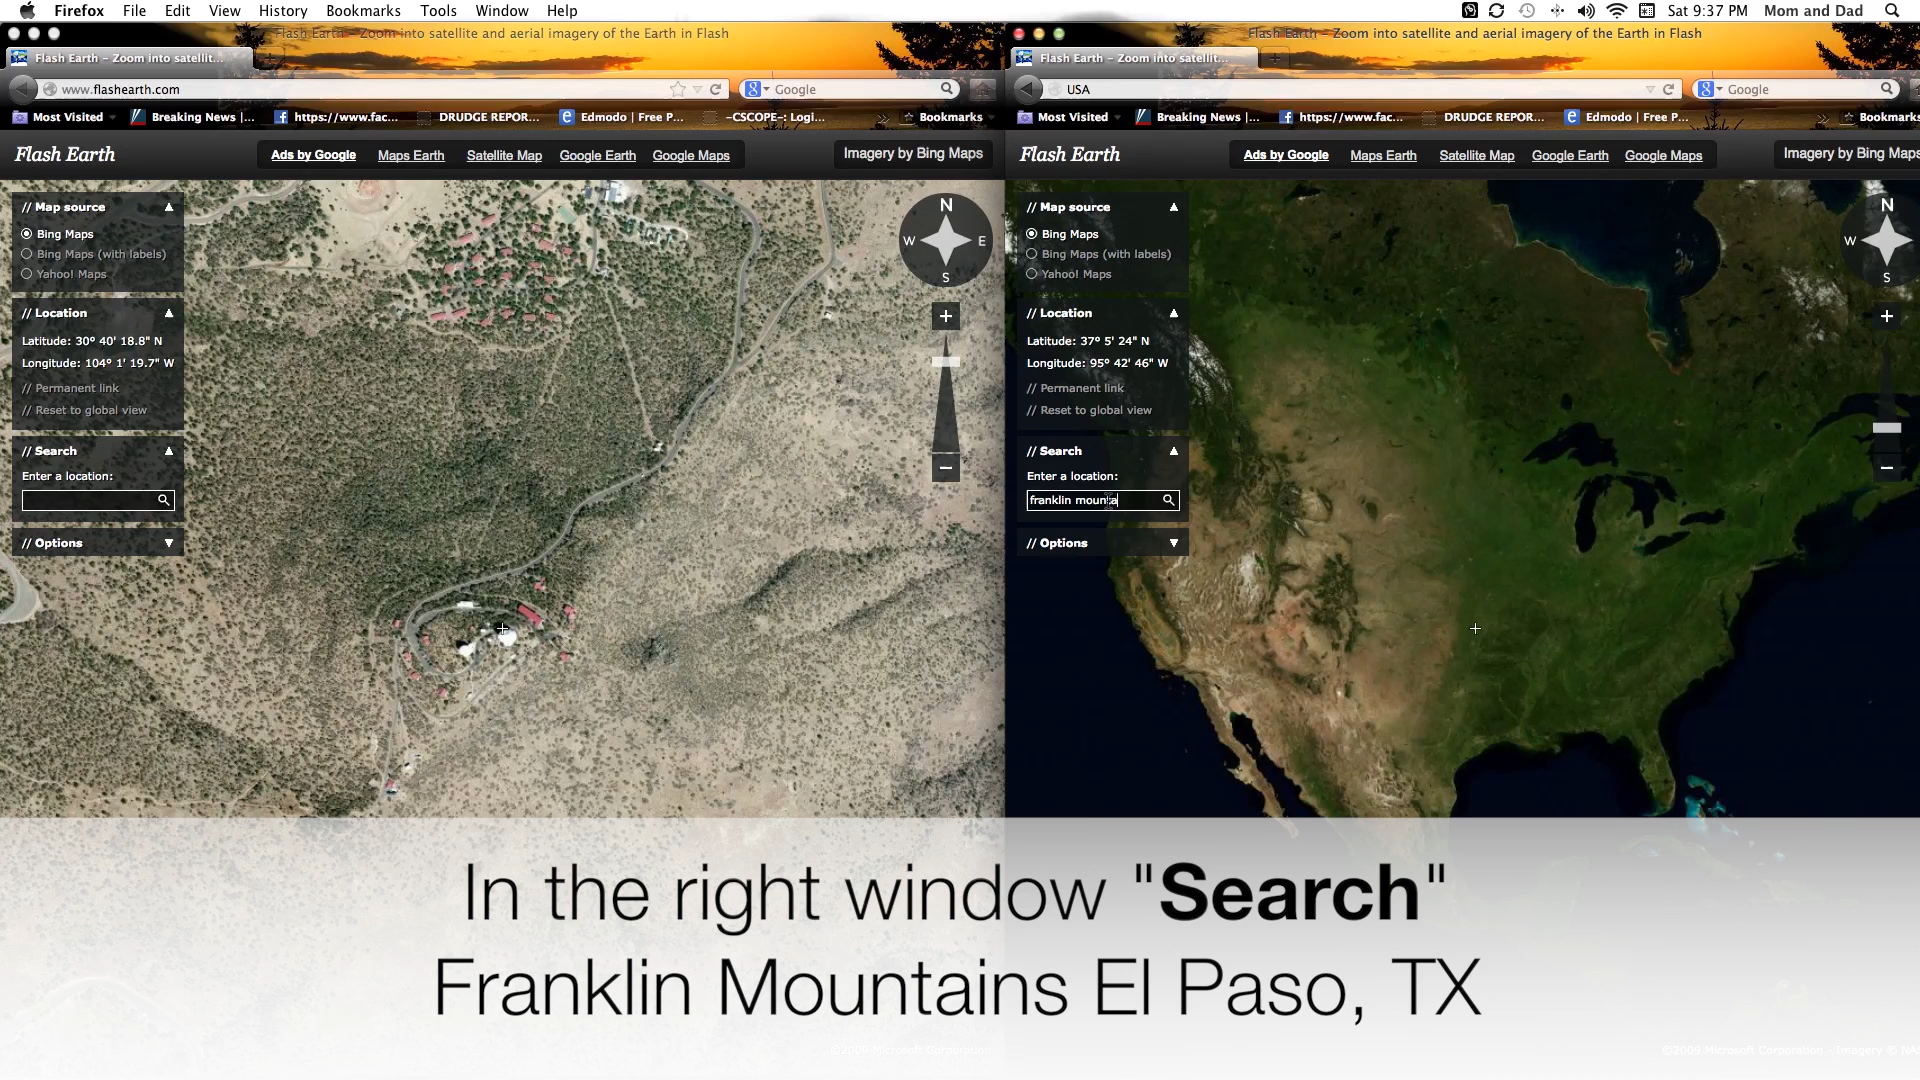 Firefox File Edit View History Bookmarks Tools Window Help
Sat 9:37 PM Mom and Dad
Flash Earth - Zoom into satellite and aerial imagery of the Earth in Flash
Flash Earth - Zoom into satellit...
www.flashearth.com
Google
Most Visited Breaking News |... https://www.fac... DRUDGE REPOR... Edmodo | Free P... -CSCOPE-: Logi... Bookmarks
Flash Earth
Ads by Google Maps Earth Satellite Map Google Earth Google Maps
Imagery by Bing Maps
// Map source
Bing Maps
Bing Maps (with labels)
Yahoo! Maps
// Location
Latitude: 30° 40' 18.8" N
Longitude: 104° 1' 19.7" W
// Permanent link
// Reset to global view
// Search
Enter a location:
// Options
N
W E
S
Flash Earth - Zoom into satellite and aerial imagery of the Earth in Flash
Flash Earth - Zoom into satellit...
USA
Google
Most Visited Breaking News |... https://www.fac... DRUDGE REPOR... Edmodo | Free P... Bookmarks
Flash Earth
Ads by Google Maps Earth Satellite Map Google Earth Google Maps
Imagery by Bing Maps
// Map source
Bing Maps
Bing Maps (with labels)
Yahoo! Maps
// Location
Latitude: 37° 5' 24" N
Longitude: 95° 42' 46" W
// Permanent link
// Reset to global view
// Search
Enter a location:
franklin mounta
// Options
N
W
S
In the right window "Search"
Franklin Mountains El Paso, TX
©2009 Microsoft Corporation
©2009 Microsoft Corporation - Imagery © NA